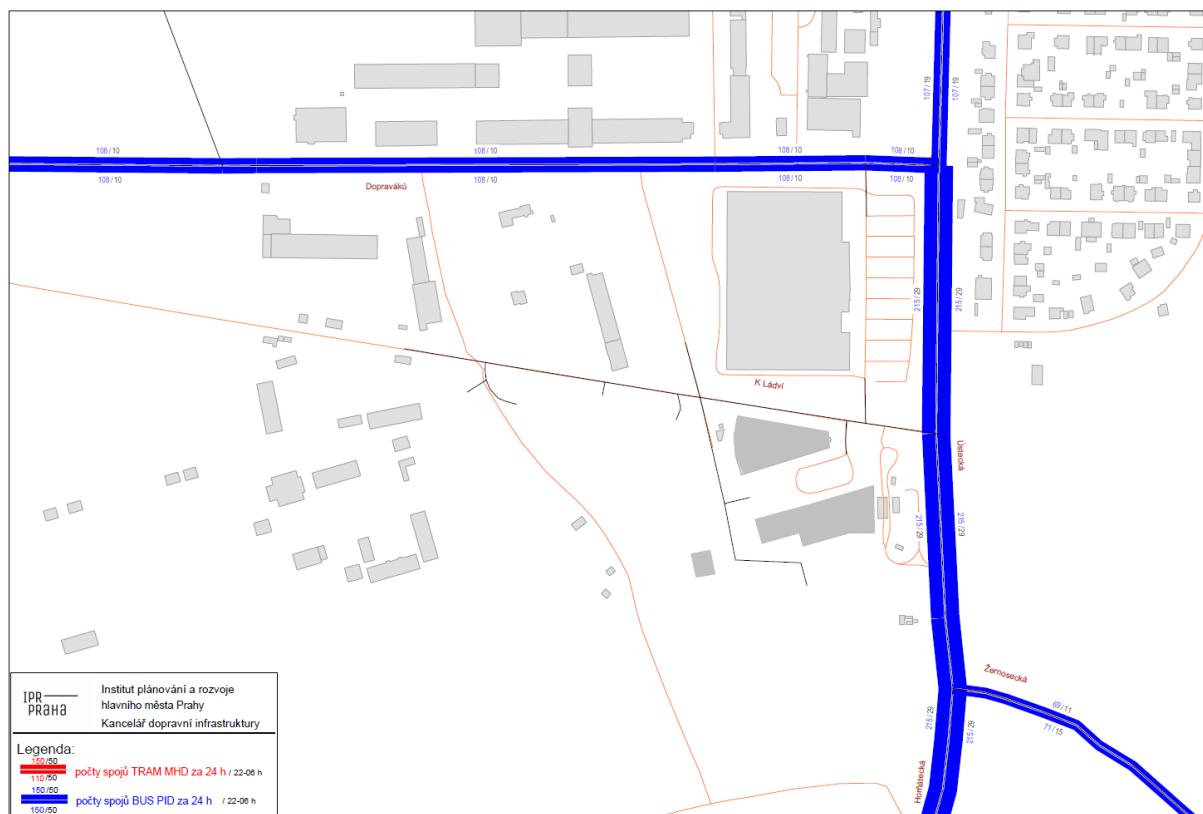 107/19
107/19
108/10
108/10
108/10
108/10
108/10
108/10
108/10
108/10
Dopraváků
215/29
215/29
K Ládví
Ústecká
215/29
215/29
Žernosecká
69/11
71/15
215/29
215/29
Horňátecká
IPR
PRAHA
Institut plánování a rozvoje
hlavního města Prahy
Kancelář dopravní infrastruktury
Legenda:
150/50
počty spojů TRAM MHD za 24 h / 22-06 h
110/50
150/50
počty spojů BUS PID za 24 h / 22-06 h
150/50